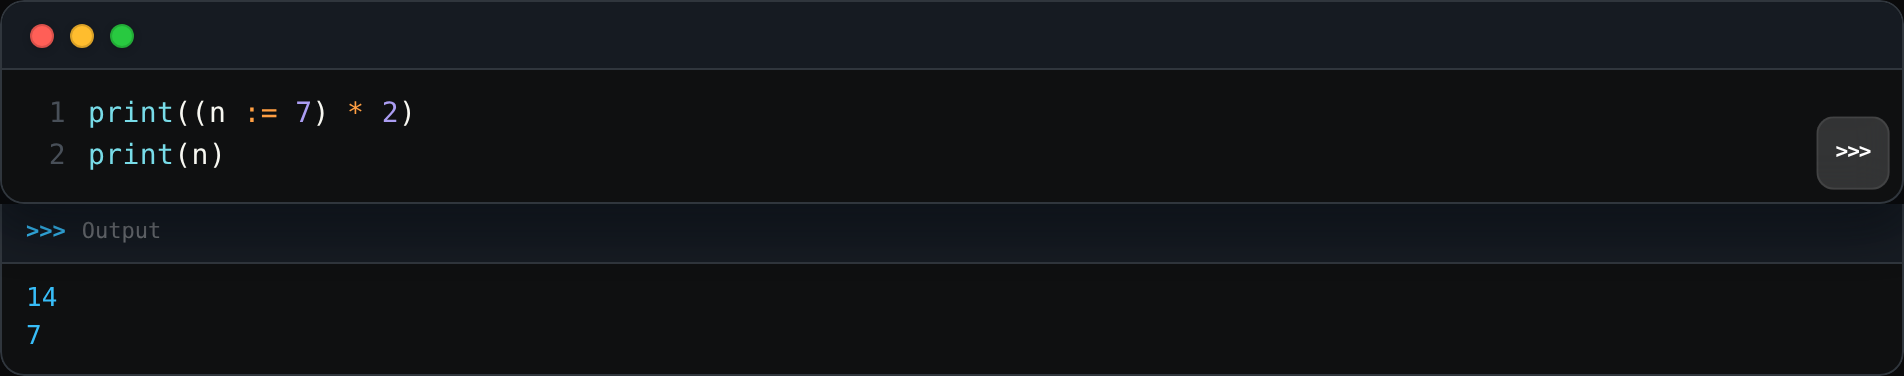 1 print((n := 7) * 2)
2 print(n)
>>>
>>> Output
14
7